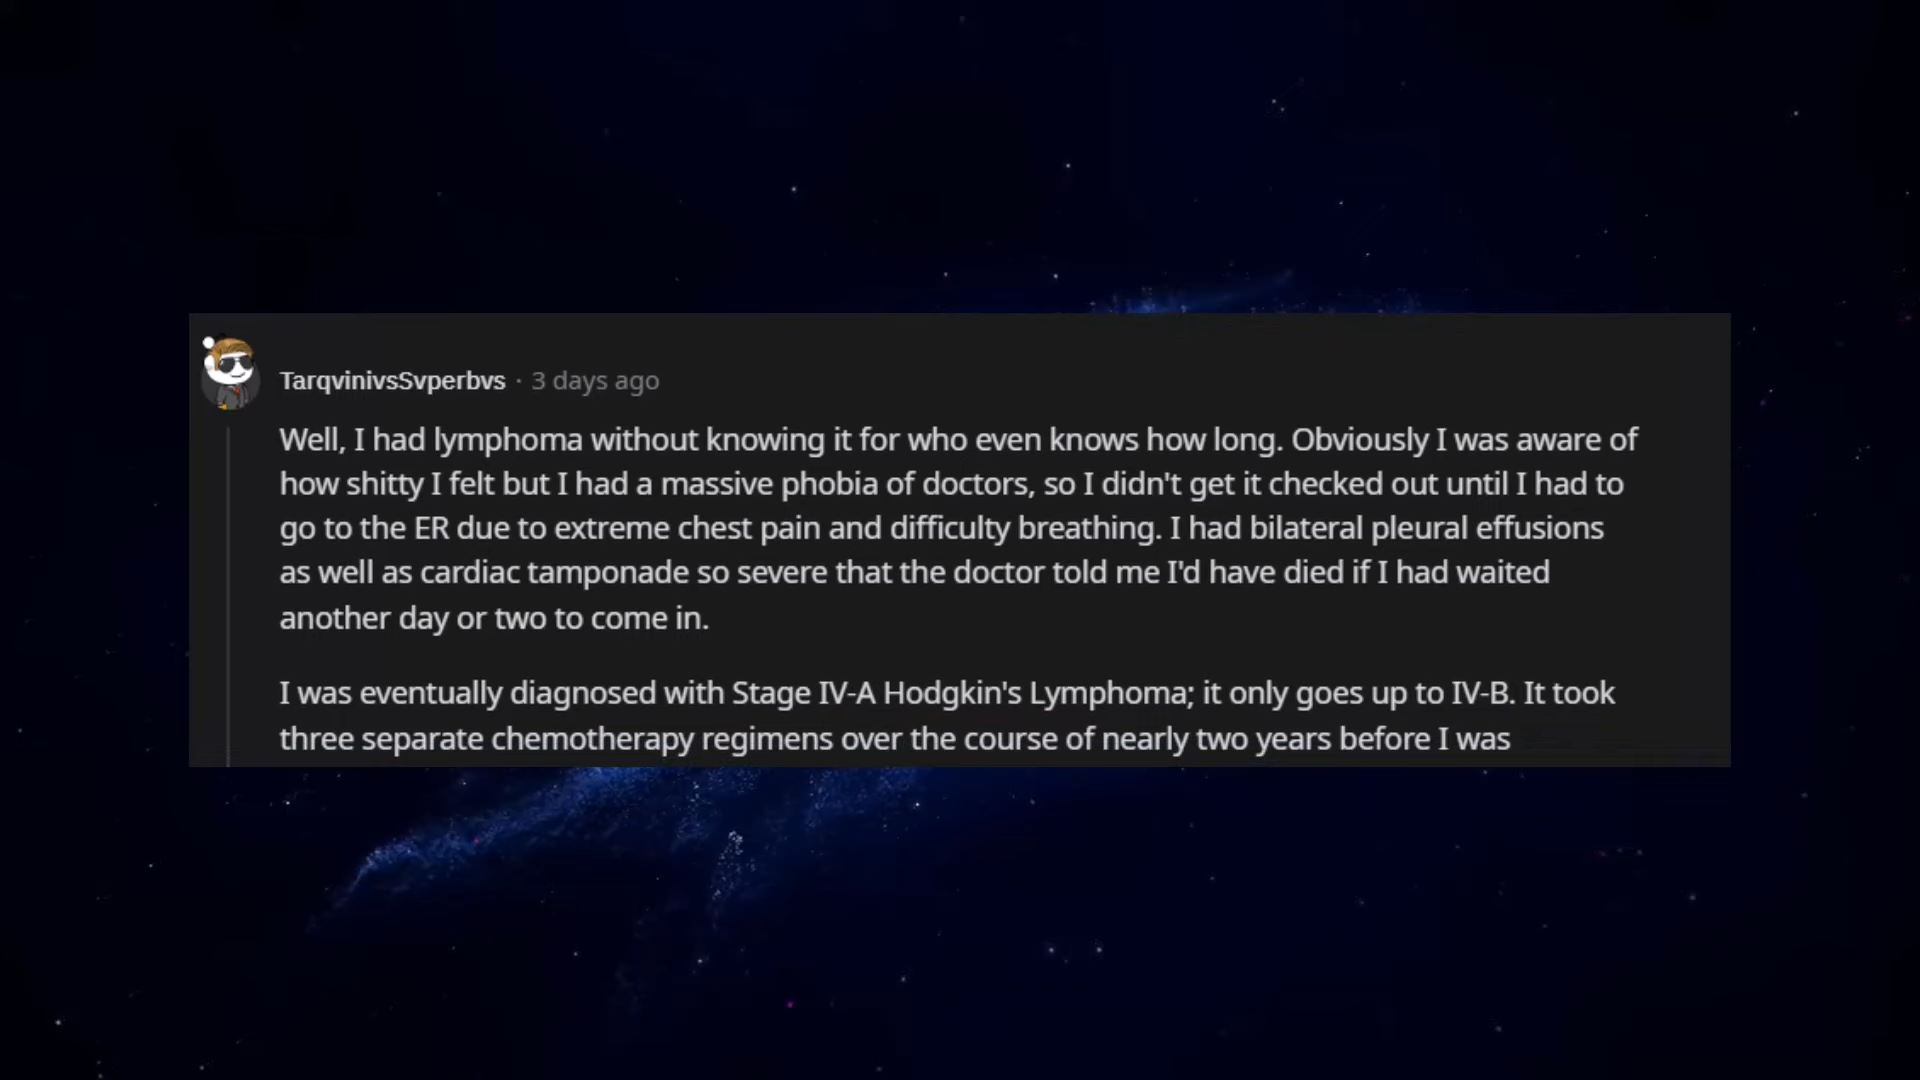 TarqvinivsSvperbvs · 3 days ago
Well, I had lymphoma without knowing it for who even knows how long. Obviously I was aware of
how shitty I felt but I had a massive phobia of doctors, so I didn't get it checked out until I had to
go to the ER due to extreme chest pain and difficulty breathing. I had bilateral pleural effusions
as well as cardiac tamponade so severe that the doctor told me I'd have died if I had waited
another day or two to come in.
I was eventually diagnosed with Stage IV-A Hodgkin's Lymphoma; it only goes up to IV-B. It took
three separate chemotherapy regimens over the course of nearly two years before I was